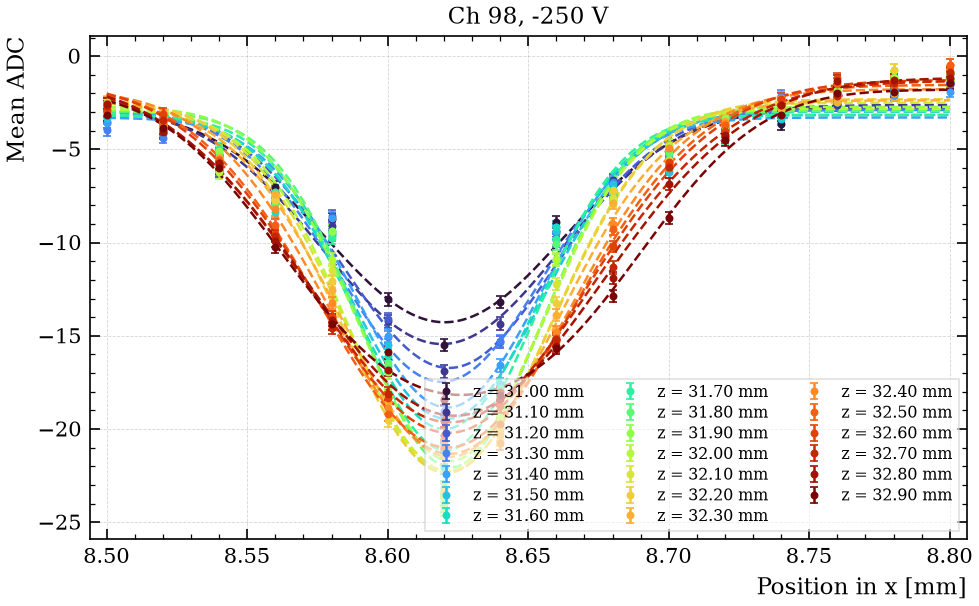 Ch 98, -250 V
Mean ADC
0
−5
−10
−15
−20
−25
z = 31.00 mm
z = 31.10 mm
z = 31.20 mm
z = 31.30 mm
z = 31.40 mm
z = 31.50 mm
z = 31.60 mm
z = 31.70 mm
z = 31.80 mm
z = 31.90 mm
z = 32.00 mm
z = 32.10 mm
z = 32.20 mm
z = 32.30 mm
z = 32.40 mm
z = 32.50 mm
z = 32.60 mm
z = 32.70 mm
z = 32.80 mm
z = 32.90 mm
8.50 8.55 8.60 8.65 8.70 8.75 8.80
Position in x [mm]